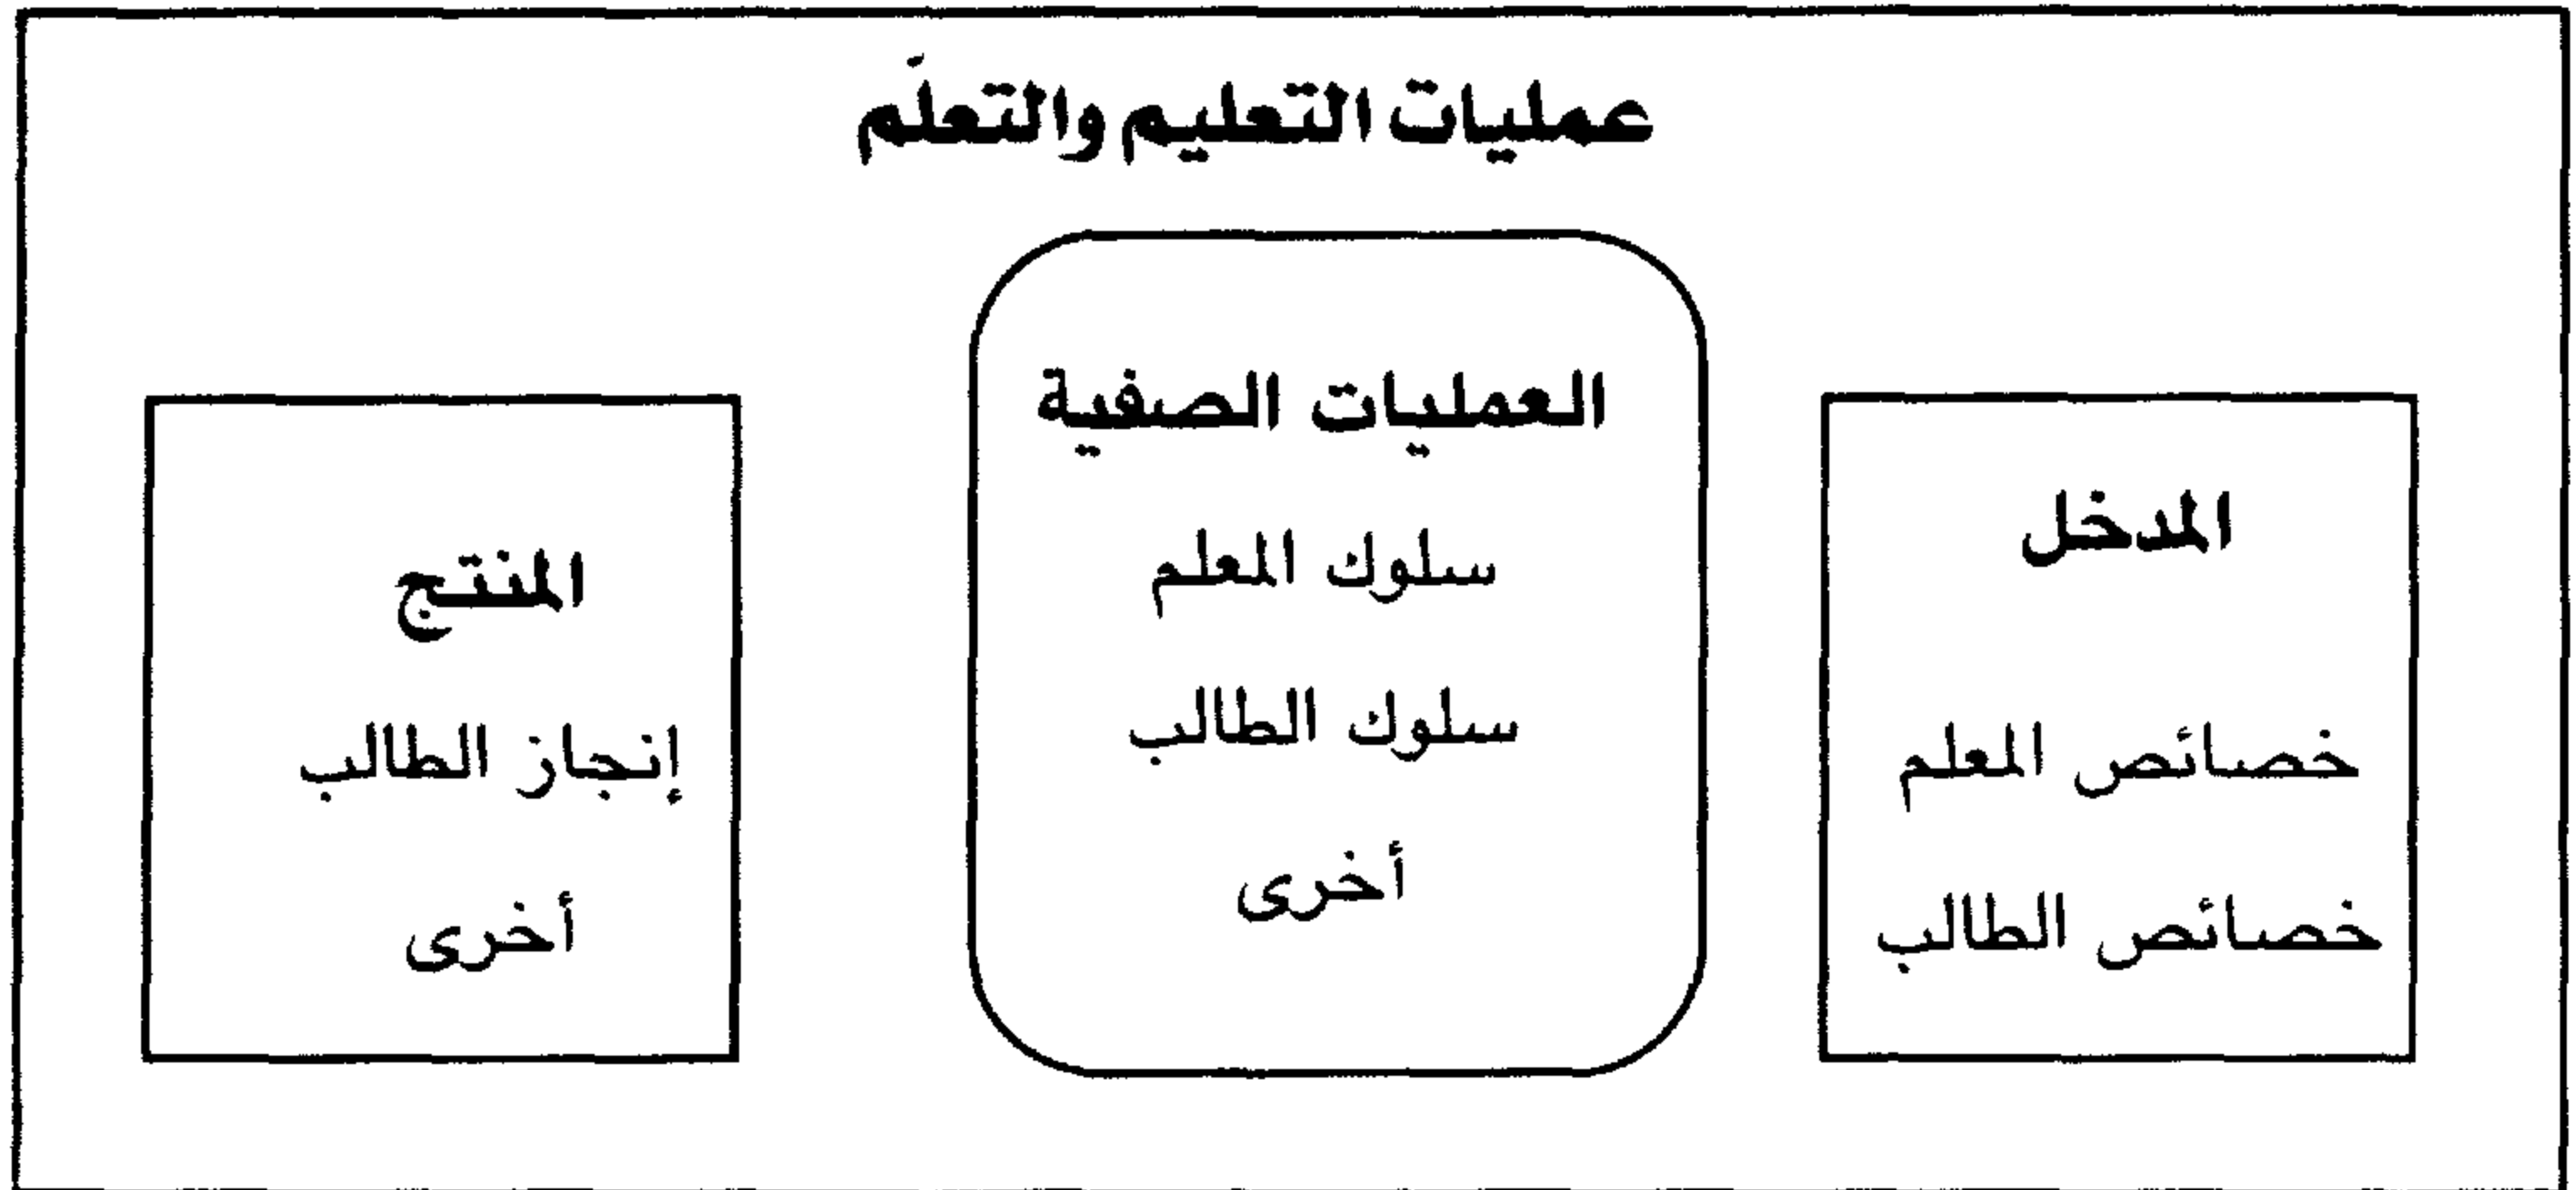 عمليات التعليم والتعلّم
المدخل
خصائص المعلم
خصائص الطالب
العمليات الصفية
سلوك المعلم
سلوك الطالب
أخرى
المنتج
إنجاز الطالب
أخرى